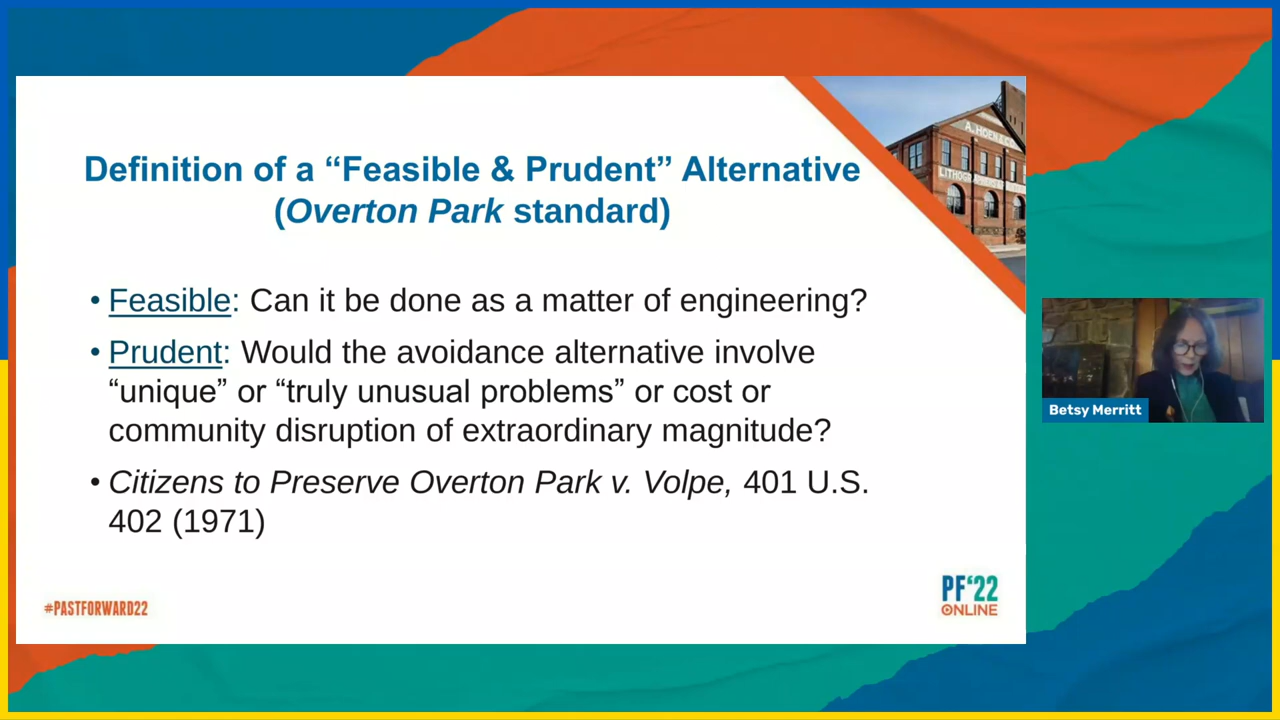 Definition of a “Feasible & Prudent” Alternative
(Overton Park standard)
• Feasible: Can it be done as a matter of engineering?
• Prudent: Would the avoidance alternative involve
“unique” or “truly unusual problems” or cost or
community disruption of extraordinary magnitude?
• Citizens to Preserve Overton Park v. Volpe, 401 U.S.
402 (1971)
A. HOEN & CO.
#PASTFORWARD22
PF‘22
ONLINE
Betsy Merritt